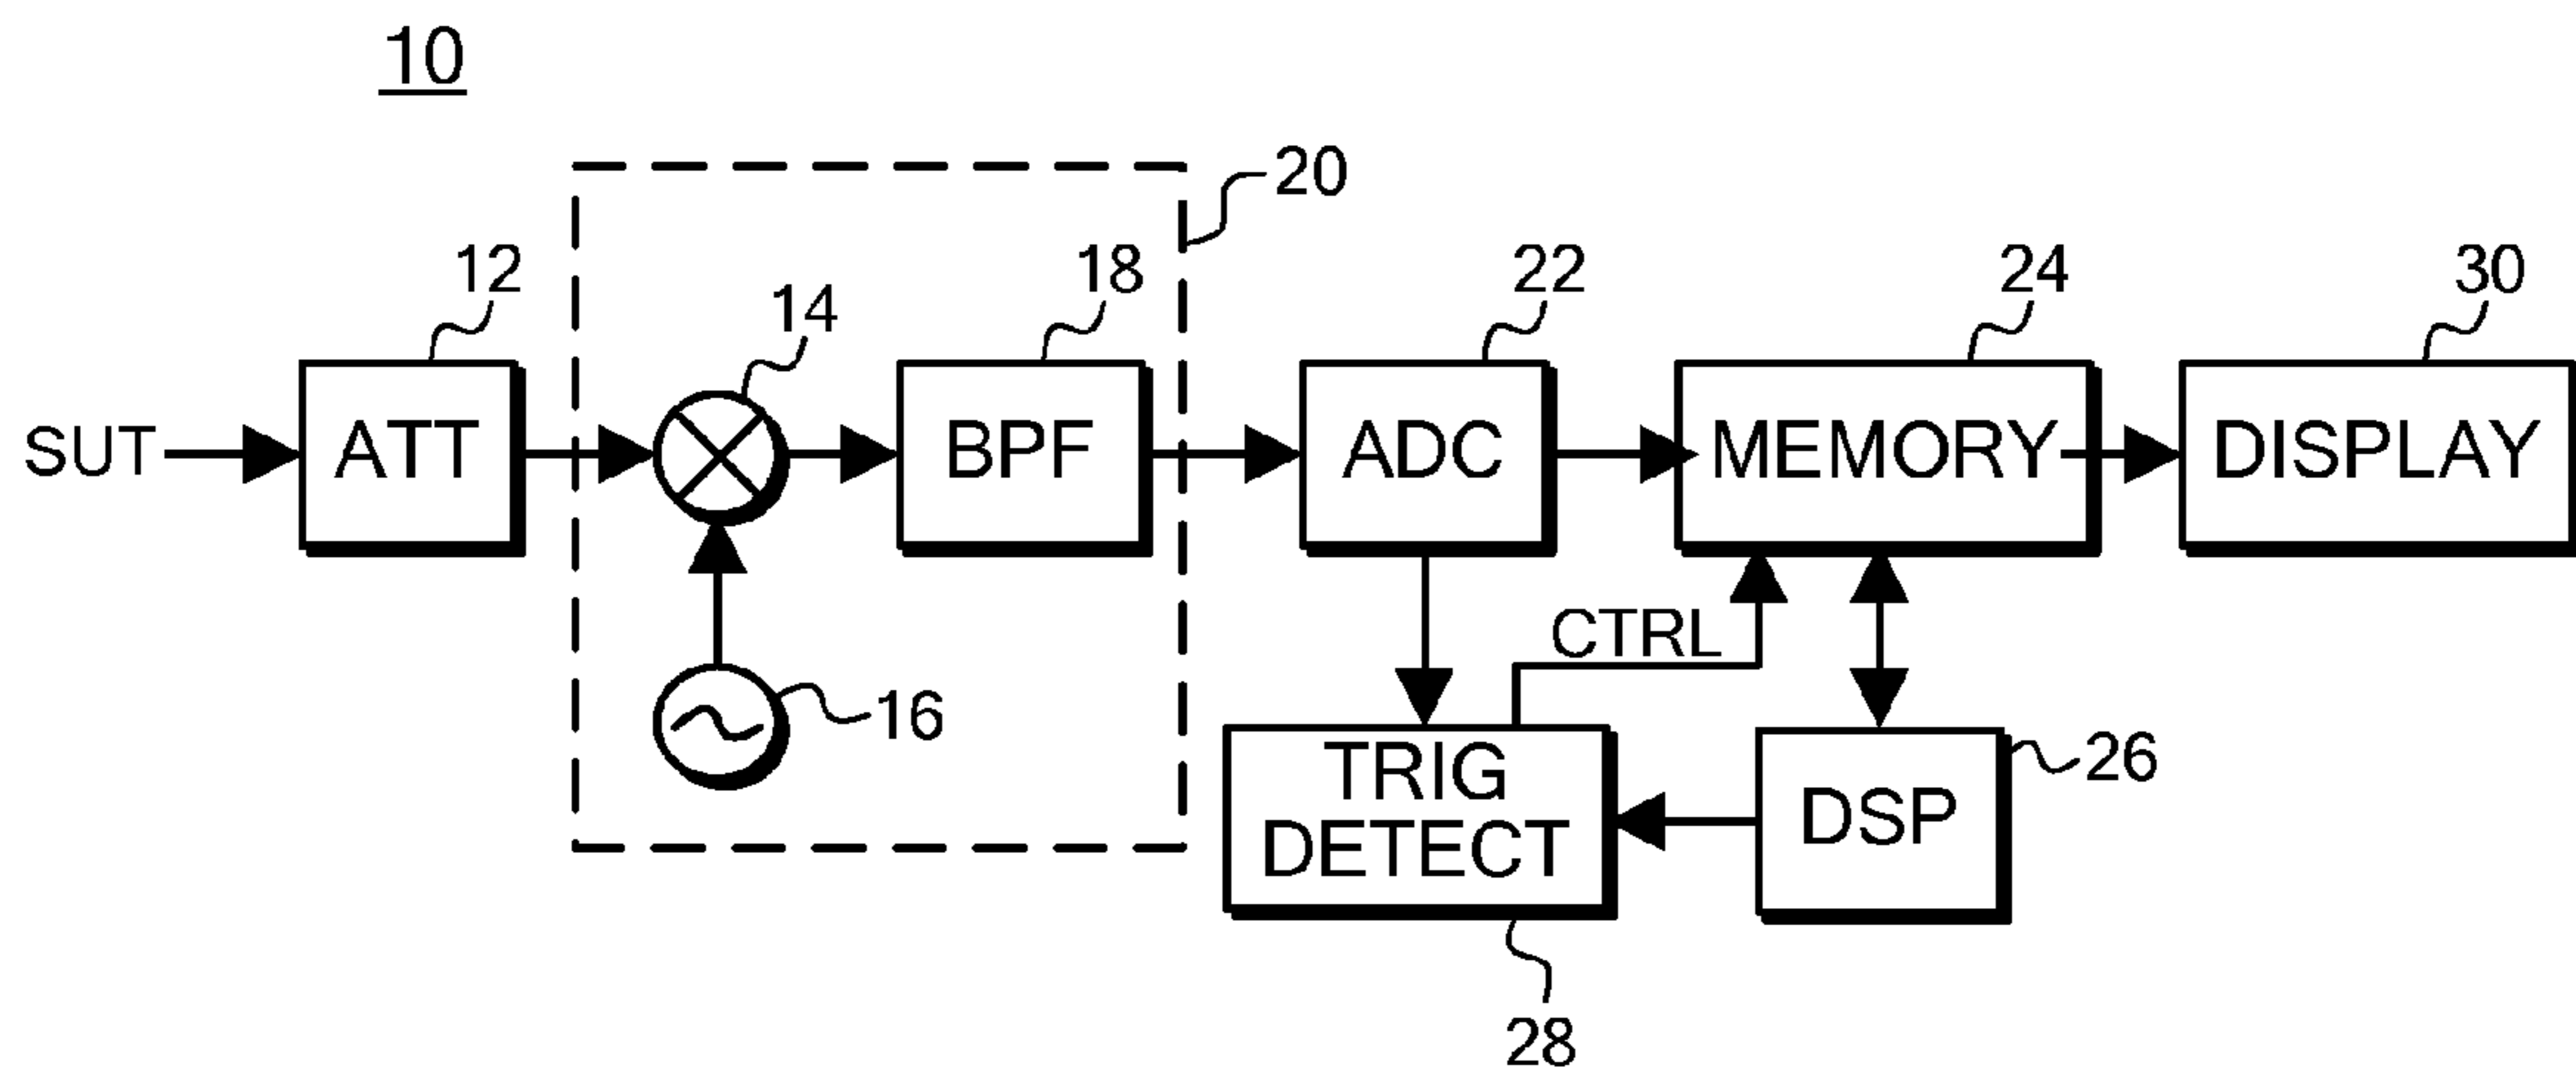 10
20
12
18
22
24
30
14
SUT
ATT
BPF
ADC
MEMORY
DISPLAY
CTRL
16
TRIG
DETECT
DSP
26
28